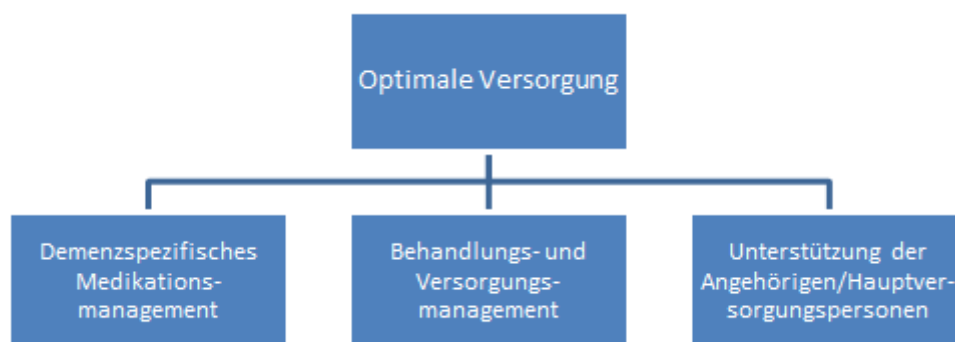 Optimale Versorgung
Demenzspezifisches
Medikations-
management
Behandlungs- und
Versorgungs-
management
Unterstützung der
Angehörigen/Hauptver-
sorgungspersonen